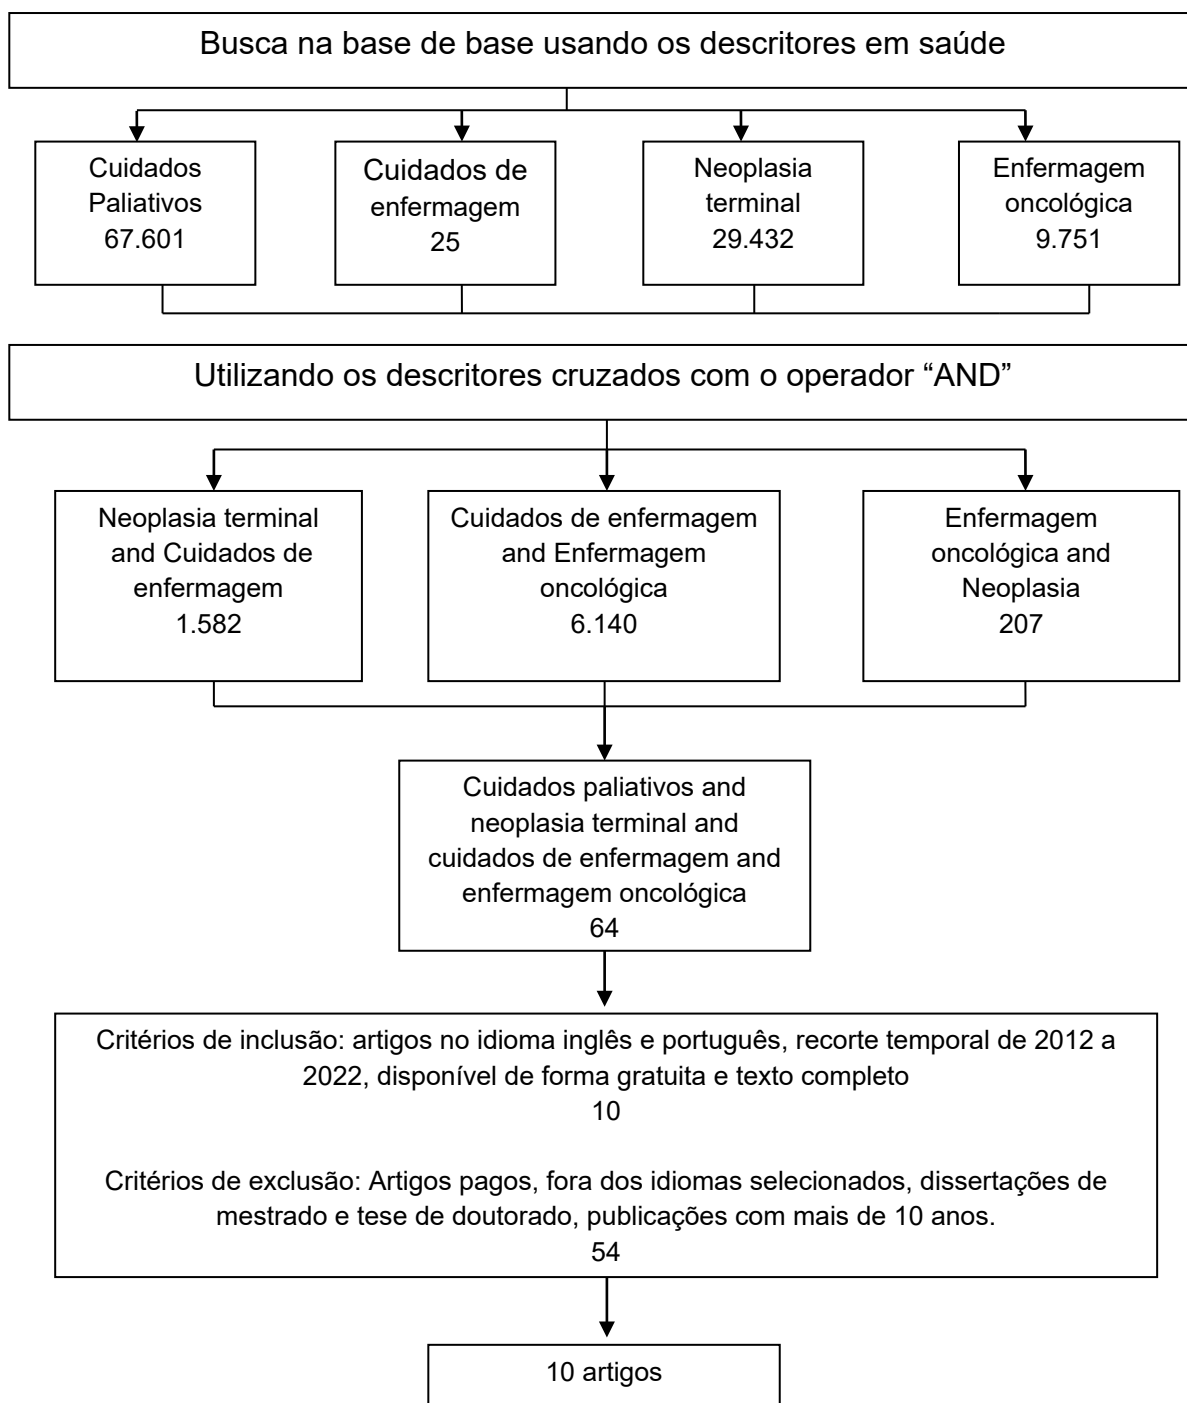 Busca na base de base usando os descritores em saúde
Cuidados
Paliativos
67.601
Cuidados de
enfermagem
25
Neoplasia
terminal
29.432
Enfermagem
oncológica
9.751
Utilizando os descritores cruzados com o operador “AND”
Neoplasia terminal
and Cuidados de
enfermagem
1.582
Cuidados de enfermagem
and Enfermagem
oncológica
6.140
Enfermagem
oncológica and
Neoplasia
207
Cuidados paliativos and
neoplasia terminal and
cuidados de enfermagem and
enfermagem oncológica
64
Critérios de inclusão: artigos no idioma inglês e português, recorte temporal de 2012 a
2022, disponível de forma gratuita e texto completo
10
Critérios de exclusão: Artigos pagos, fora dos idiomas selecionados, dissertações de
mestrado e tese de doutorado, publicações com mais de 10 anos.
54
10 artigos